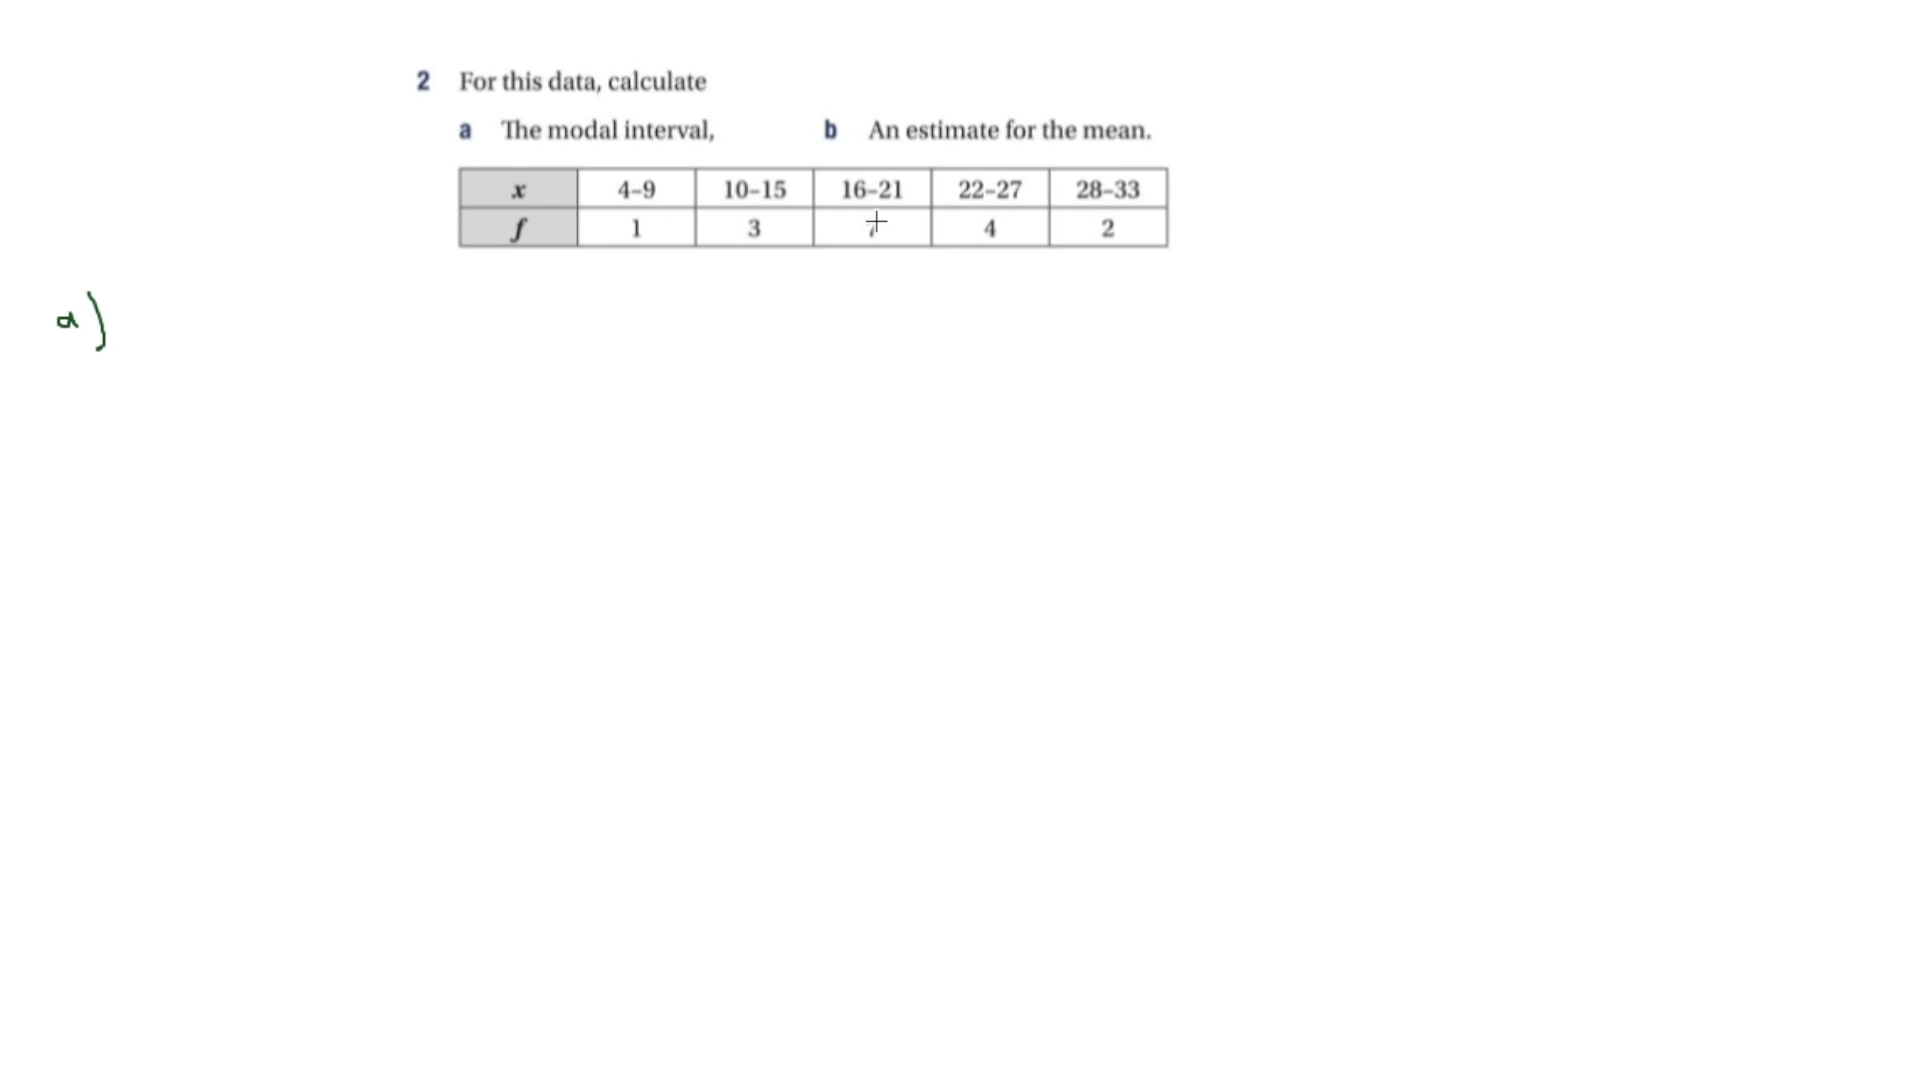 2 For this data, calculate
a The modal interval, b An estimate for the mean.
x 4–9 10–15 16–21 22–27 28–33
f 1 3 4 2
a)